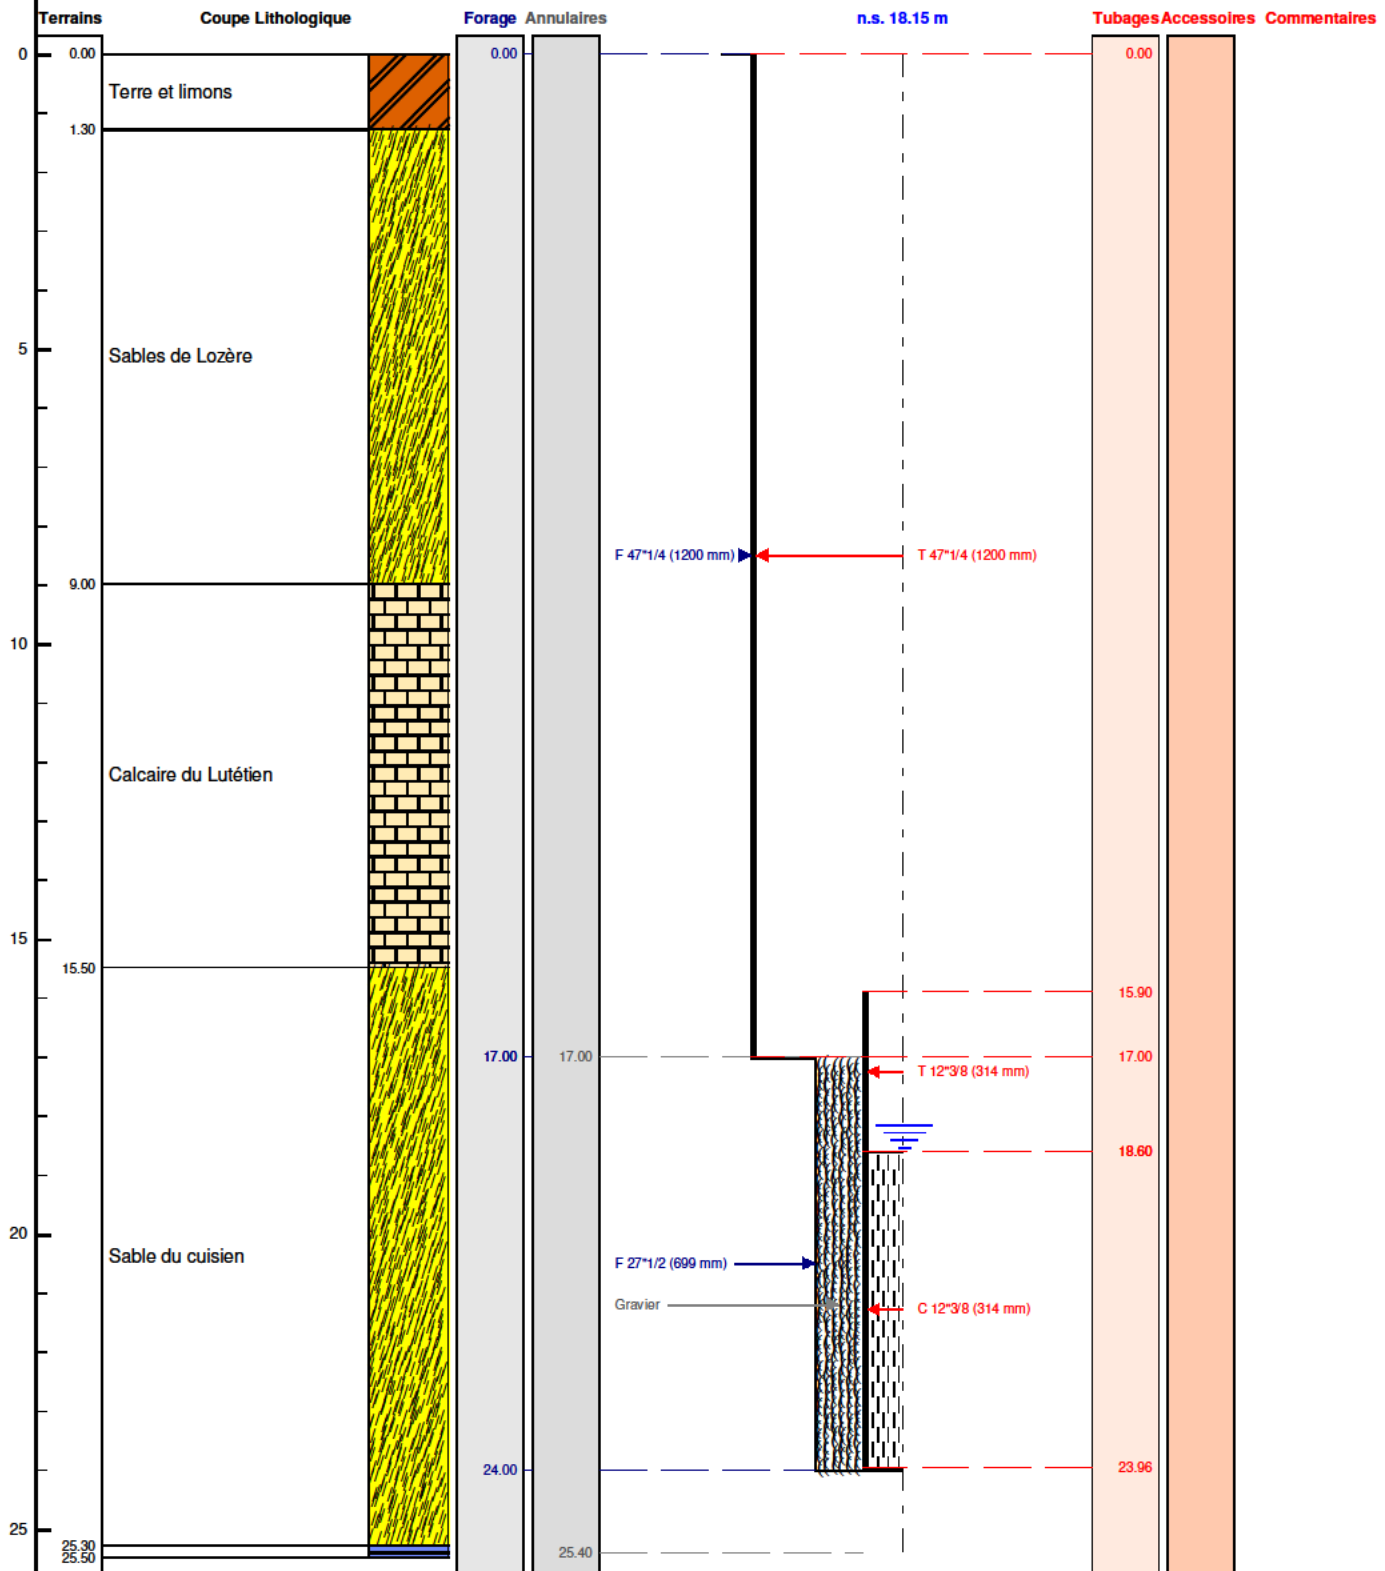 Terrains Coupe Lithologique Forage Annulaires n.s. 18.15 m Tubages Accessoires Commentaires
0 0.00 0.00 0.00
Terre et limons
1.30
5 Sables de Lozère
F 47"1/4 (1200 mm) T 47"1/4 (1200 mm)
9.00
10
Calcaire du Lutétien
15
15.50
15.90
17.00 17.00 17.00
T 12"3/8 (314 mm)
18.60
20
Sable du cuisien
F 27"1/2 (699 mm)
Gravier C 12"3/8 (314 mm)
24.00 23.96
25
25.30
25.50 25.40